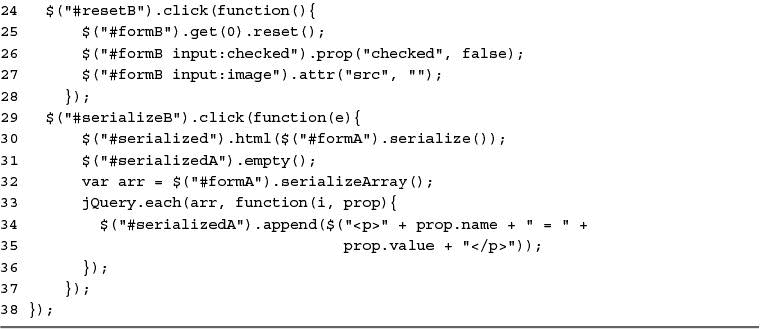 24   $("#resetB").click(function(){
25       $("#formB").get(0).reset();
26       $("#formB input:checked").prop("checked", false);
27       $("#formB input:image").attr("src", "");
28     });
29   $("#serializeB").click(function(e){
30       $("#serialized").html($("#formA").serialize());
31       $("#serializedA").empty();
32       var arr = $("#formA").serializeArray();
33       jQuery.each(arr, function(i, prop){
34         $("#serializedA").append($("<p>" + prop.name + " = " +
35                                    prop.value + "</p>"));
36       });
37     });
38 });